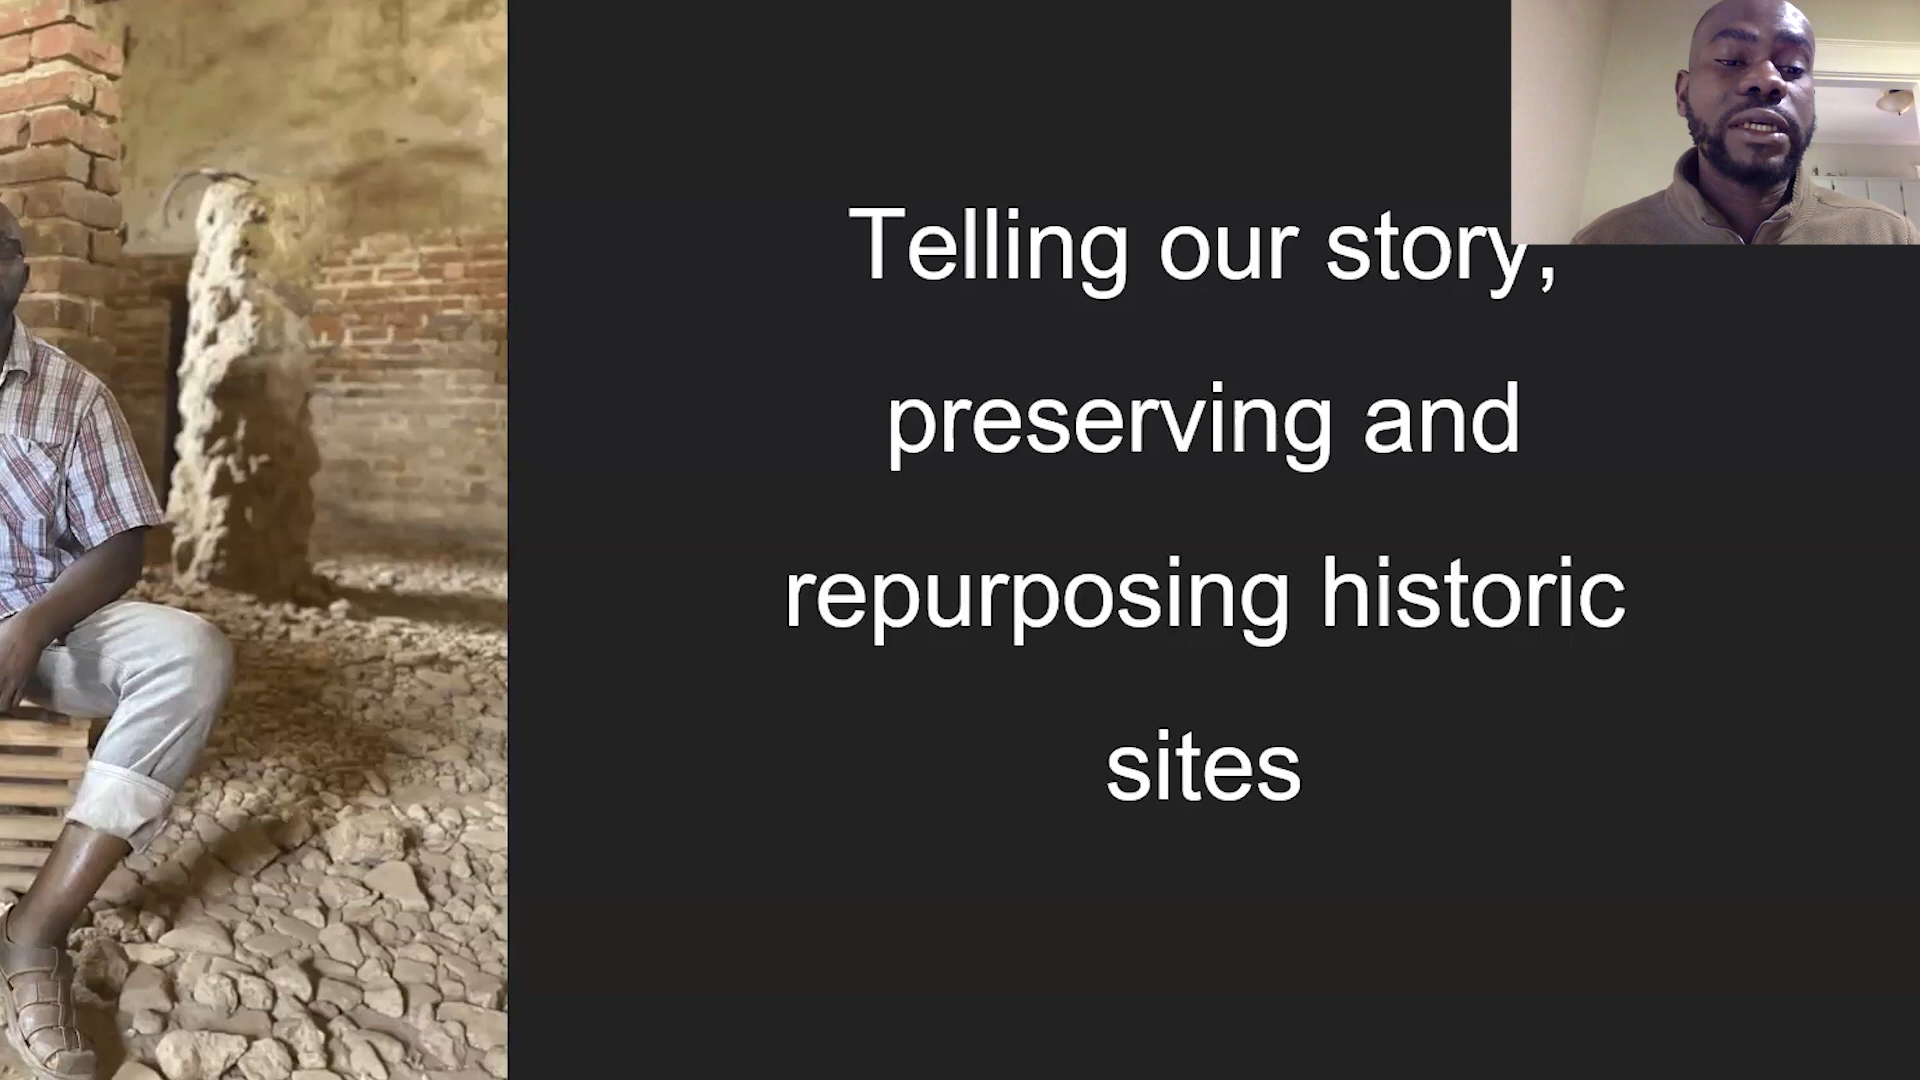 Telling our story,
preserving and
repurposing historic
sites